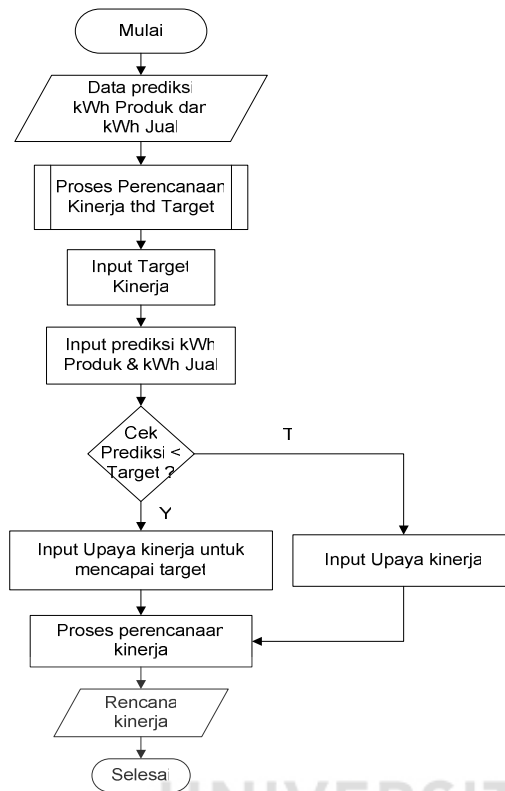 Mulai
Data prediksi
kWh Produk dan
kWh Jual
Proses Perencanaan
Kinerja thd Target
Input Target
Kinerja
Input prediksi kWh
Produk & kWh Jual
Cek
Prediksi <
Target ?
T
Y
Input Upaya kinerja untuk
mencapai target
Input Upaya kinerja
Proses perencanaan
kinerja
Rencana
kinerja
Selesai